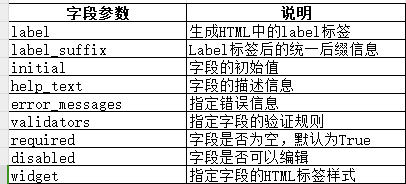 字段参数 说明
label 生成HTML中的label标签
label_suffix Label标签后的统一后缀信息
initial 字段的初始值
help_text 字段的描述信息
error_messages 指定错误信息
validators 指定字段的验证规则
required 字段是否为空，默认为True
disabled 字段是否可以编辑
widget 指定字段的HTML标签样式